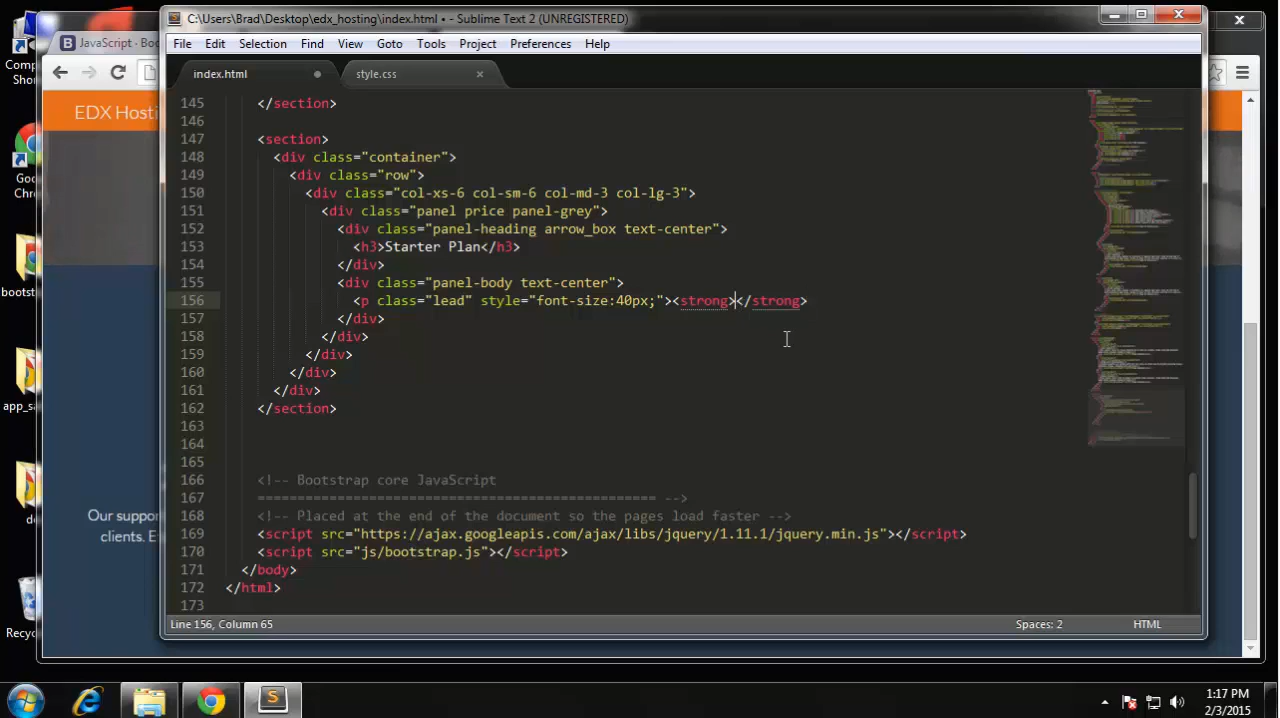 C:\Users\Brad\Desktop\edx_hosting\index.html • - Sublime Text 2 (UNREGISTERED)
JavaScript · Boo
File Edit Selection Find View Goto Tools Project Preferences Help
index.html
style.css
EDX Hosti
145 </section>
146
147 <section>
148 <div class="container">
149 <div class="row">
150 <div class="col-xs-6 col-sm-6 col-md-3 col-lg-3">
151 <div class="panel price panel-grey">
152 <div class="panel-heading arrow_box text-center">
153 <h3>Starter Plan</h3>
154 </div>
155 <div class="panel-body text-center">
156 <p class="lead" style="font-size:40px;"><strong></strong>
157 </div>
158 </div>
159 </div>
160 </div>
161 </div>
162 </section>
163
164
165
166 <!-- Bootstrap core JavaScript
167 ================================================== -->
168 <!-- Placed at the end of the document so the pages load faster -->
169 <script src="https://ajax.googleapis.com/ajax/libs/jquery/1.11.1/jquery.min.js"></script>
170 <script src="js/bootstrap.js"></script>
171 </body>
172 </html>
173
Comp
Shor
Goo
Chr
bootst
app_sa
de
Recy
Our suppor
clients. E
Line 156, Column 65
Spaces: 2
HTML
1:17 PM
2/3/2015